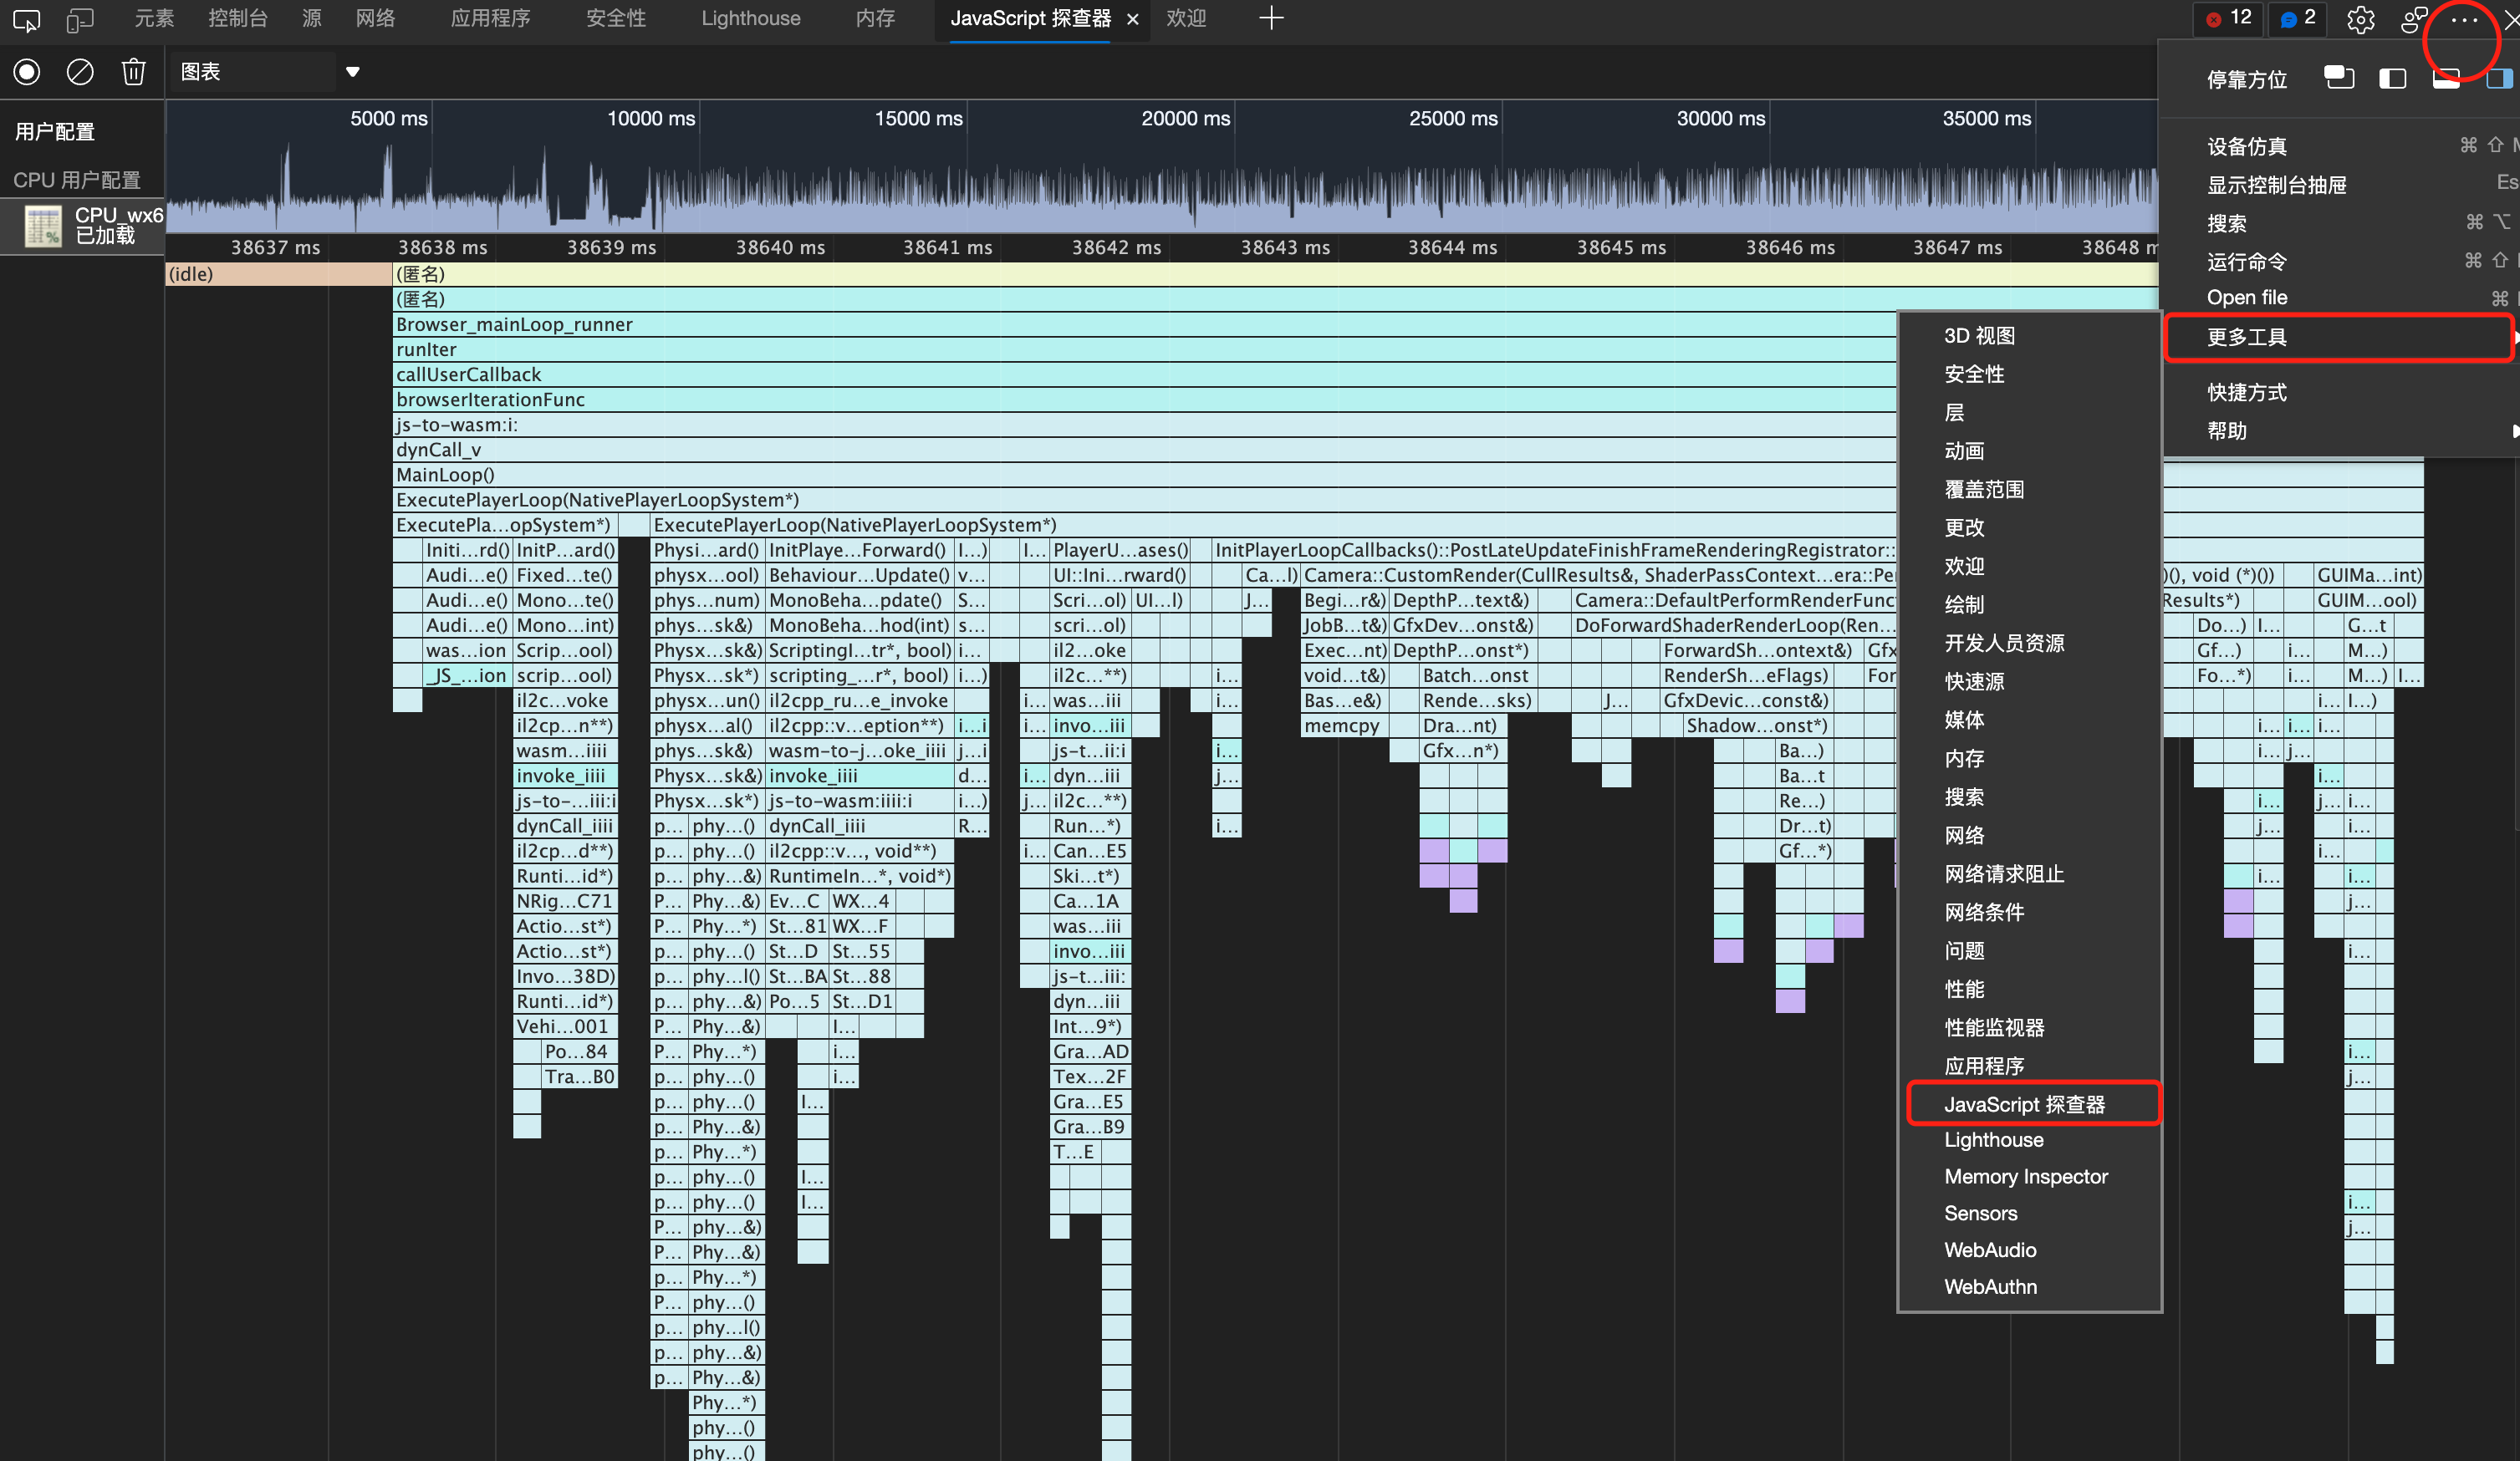 元素 控制台 源 网络 应用程序 安全性 Lighthouse 内存 JavaScript 探查器 × 欢迎 12 2
图表
用户配置
CPU 用户配置
CPU_wx6
已加载
5000 ms 10000 ms 15000 ms 20000 ms 25000 ms 30000 ms 35000 ms
38637 ms 38638 ms 38639 ms 38640 ms 38641 ms 38642 ms 38643 ms 38644 ms 38645 ms 38646 ms 38647 ms 38648 m
(idle) (匿名)
(匿名)
Browser_mainLoop_runner
runIter
callUserCallback
browserIterationFunc
js-to-wasm:i:
dynCall_v
MainLoop()
ExecutePlayerLoop(NativePlayerLoopSystem*)
ExecutePla...opSystem*) ExecutePlayerLoop(NativePlayerLoopSystem*)
Initi...rd() InitP...ard() Physi...ard() InitPlaye...Forward() I...) I... PlayerU...ases() InitPlayerLoopCallbacks()::PostLateUpdateFinishFrameRenderingRegistrator::
Audi...e() Fixed...te() physx...ool) Behaviour...Update() v... UI::Ini...rward() Ca...l) Camera::CustomRender(CullResults&, ShaderPassContext...era::Pe )(), void (*)()) GUIMa...int)
Audi...e() Mono...te() phys...num) MonoBeha...pdate() S... Scri...ol) UI...l) J... Begi...r&) DepthP...text&) Camera::DefaultPerformRenderFunc Results*) GUIM...ool)
Audi...e() Mono...int) phys...sk&) MonoBeha...hod(int) s... scri...ol) JobB...t&) GfxDev...onst&) DoForwardShaderRenderLoop(Ren... Do...) I... G...t
was...ion Scrip...ool) Physx...sk&) ScriptingI...tr*, bool) i... il2...oke Exec...nt) DepthP...onst*) ForwardSh...ontext&) Gfx Gf...) i... M...)
_JS_...ion scrip...ool) Physx...sk*) scripting_...r*, bool) i...) il2c...**) i... void...t&) Batch...onst RenderSh...eFlags) For Fo...*) i... M...) I...
il2c...voke physx...un() il2cpp_ru...e_invoke i... was...iii i... Bas...e&) Rende...sks) J... GfxDevic...const&) i... I...)
il2cp...n**) physx...al() il2cpp::v...eption**) i...i i... invo...iii memcpy Dra...nt) Shadow...onst*) i... i... i...
wasm...iiii phys...sk&) wasm-to-j...oke_iiii j...i js-t...ii:i i... Gfx...n*) Ba...) i... j...
invoke_iiii Physx...sk&) invoke_iiii d... i... dyn...iii j... Ba...t i...
js-to-...iii:i Physx...sk*) js-to-wasm:iiii:i i...) j... il2c...**) Re...) i... j... i...
dynCall_iiii p... phy...() dynCall_iiii R... Run...*) i... Dr...t) j... i...
il2cp...d**) p... phy...() il2cpp::v..., void**) i... Can...E5 Gf...*) i...
Runti...id*) p... phy...&) RuntimeIn...*, void*) Ski...t*) i... i...
NRig...C71 P... Phy...&) Ev...C WX...4 Ca...1A j...
Actio...st*) P... Phy...*) St...81 WX...F was...iii
Actio...st*) p... phy...() St...D St...55 invo...iii i...
Invo...38D) p... phy...l() St...BA St...88 js-t...iii:
Runti...id*) p... phy...&) Po...5 St...D1 dyn...iii
Vehi...001 P... Phy...&) I... Int...9*)
Po...84 P... Phy...*) i... Gra...AD i...
Tra...B0 p... phy...() i... Tex...2F j...
p... phy...() I... Gra...E5
p... phy...&) Gra...B9
p... Phy...*) T...E
p... phy...() I...
p... phy...() I... i...
P... phy...&) j...
P... Phy...&)
p... Phy...*)
P... phy...()
p... phy...l()
p... phy...&)
p... Phy...&)
Phy...*)
phy...()
phy...()
停靠方位
设备仿真 ⌘ ⇧ M
显示控制台抽屉 Es
搜索 ⌘ ⌥
运行命令 ⌘ ⇧
Open file ⌘
更多工具
快捷方式
帮助
3D 视图
安全性
层
动画
覆盖范围
更改
欢迎
绘制
开发人员资源
快速源
媒体
内存
搜索
网络
网络请求阻止
网络条件
问题
性能
性能监视器
应用程序
JavaScript 探查器
Lighthouse
Memory Inspector
Sensors
WebAudio
WebAuthn